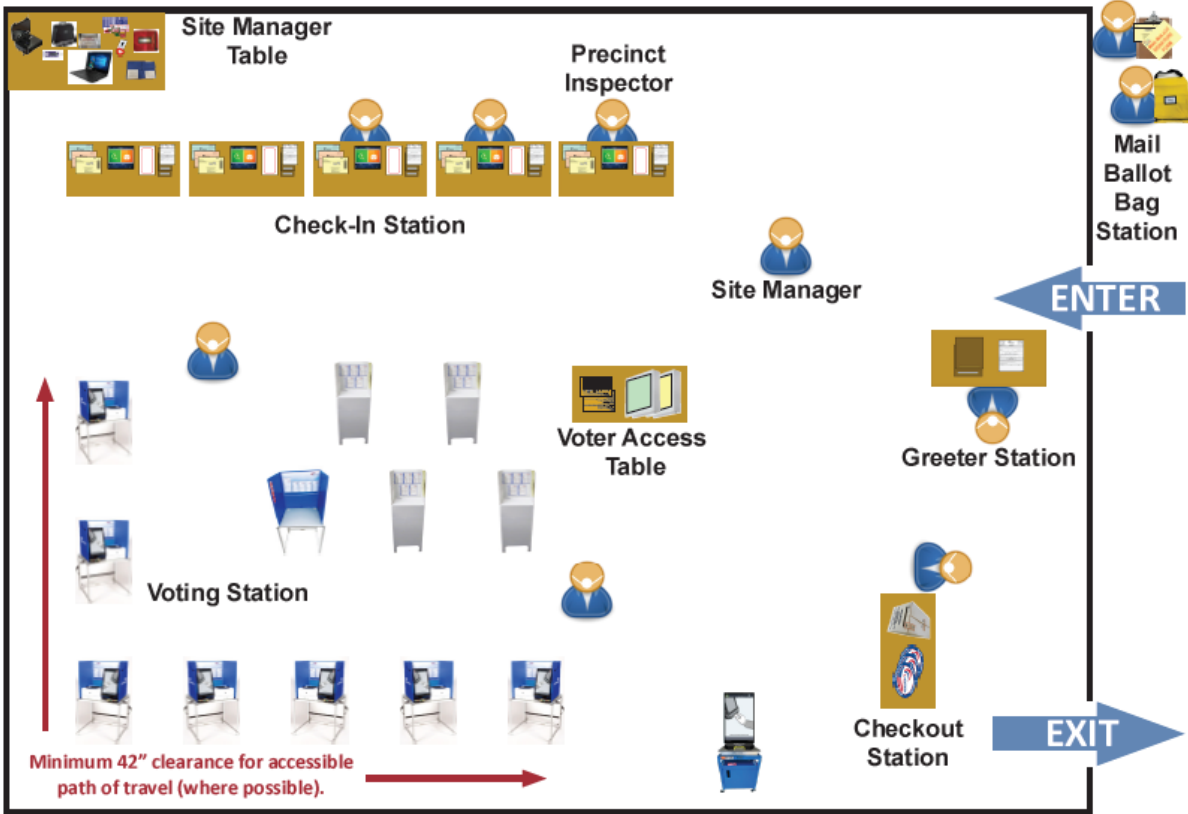 Site Manager
Table
Precinct
Inspector
Mail
Ballot
Bag
Station
Check-In Station
Site Manager
ENTER
Voter Access
Table
Greeter Station
Voting Station
Checkout
Station
EXIT
Minimum 42” clearance for accessible
path of travel (where possible).